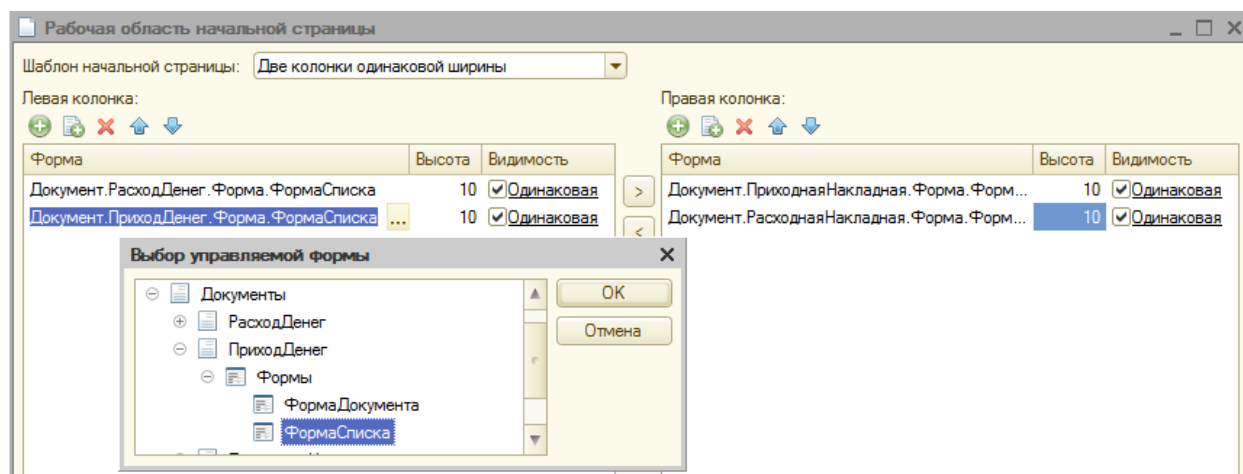 Рабочая область начальной страницы
Шаблон начальной страницы: Две колонки одинаковой ширины
Левая колонка:
Правая колонка:
Форма Высота Видимость
Форма Высота Видимость
Документ.РасходДенег.Форма.ФормаСписка 10 Одинаковая
Документ.ПриходнаяНакладная.Форма.Форм... 10 Одинаковая
Документ.ПриходДенег.Форма.ФормаСписка ... 10 Одинаковая
Документ.РасходнаяНакладная.Форма.Форм... 10 Одинаковая
Выбор управляемой формы
Документы
OK
РасходДенег
Отмена
ПриходДенег
Формы
ФормаДокумента
ФормаСписка